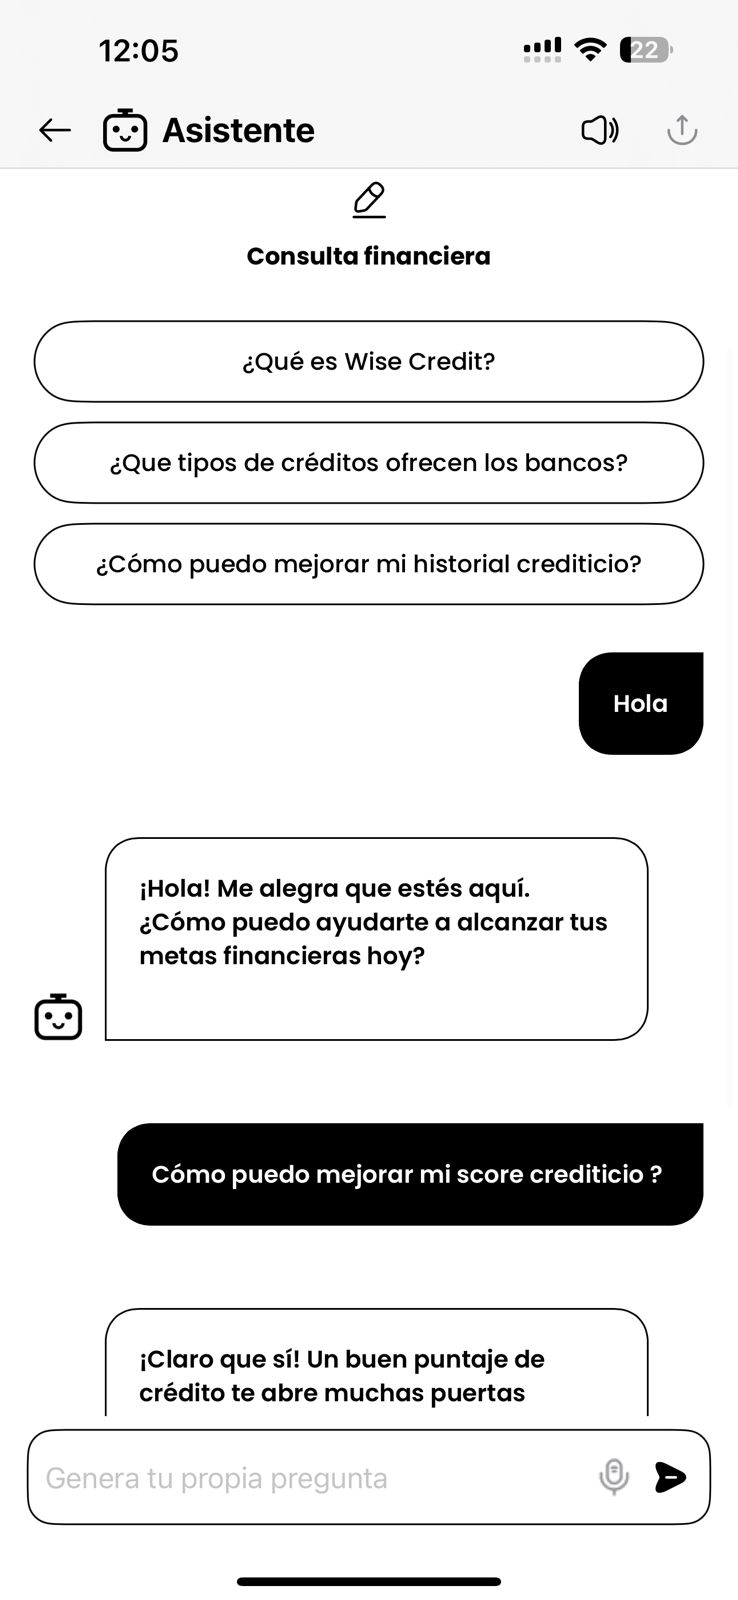 12:05
22
Asistente
Consulta financiera
¿Qué es Wise Credit?
¿Que tipos de créditos ofrecen los bancos?
¿Cómo puedo mejorar mi historial crediticio?
Hola
¡Hola! Me alegra que estés aquí.
¿Cómo puedo ayudarte a alcanzar tus
metas financieras hoy?
Cómo puedo mejorar mi score crediticio ?
¡Claro que sí! Un buen puntaje de
crédito te abre muchas puertas
Genera tu propia pregunta